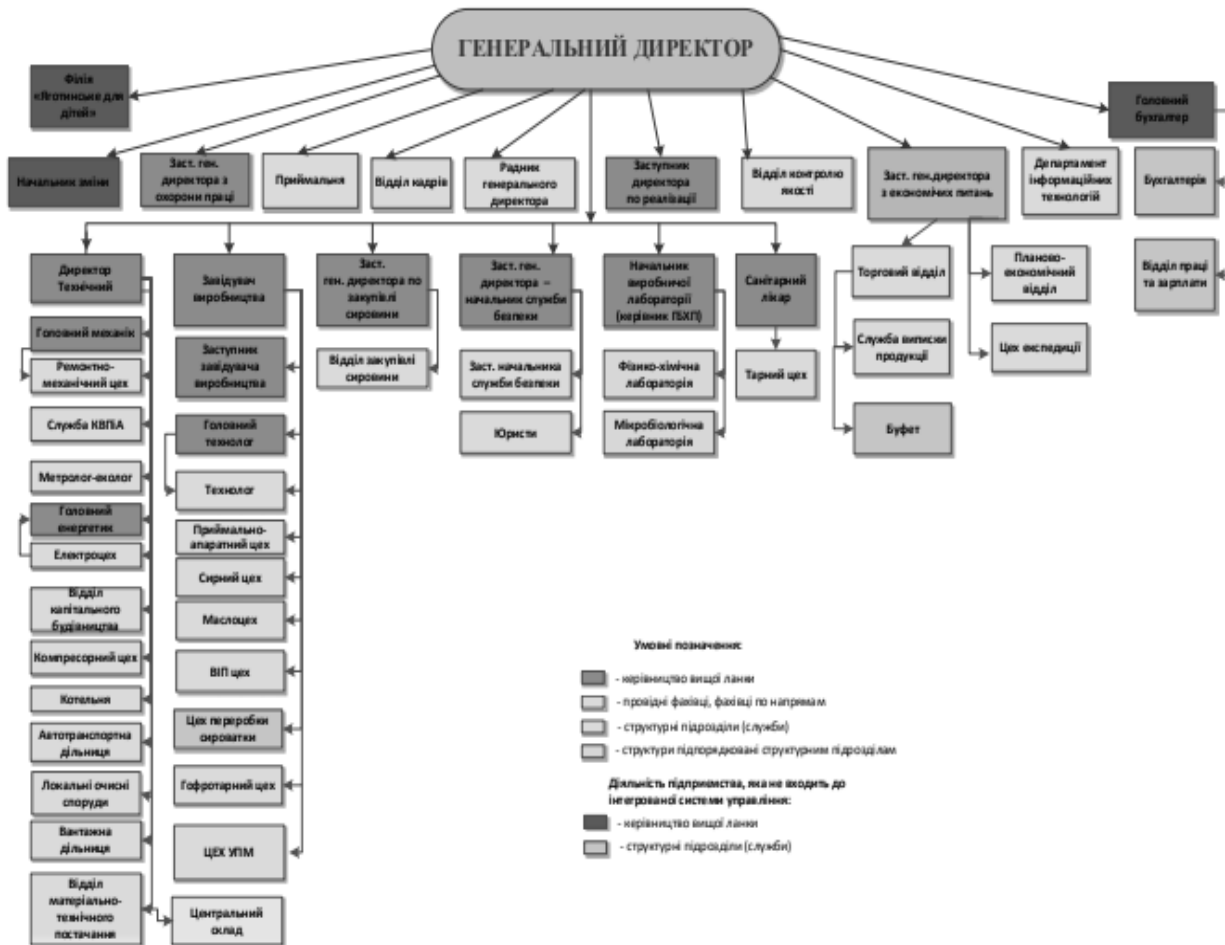 ГЕНЕРАЛЬНИЙ ДИРЕКТОР
Філія
«Яготинське для
дітей»
Головний
бухгалтер
Начальник зміни
Заст. ген.
директора з
охорони праці
Приймальня
Відділ кадрів
Радник
генерального
директора
Заступник
директора
по реалізації
Відділ контролю
якості
Заст. ген.директора
з економічих питань
Департамент
інформаційних
технологій
Бухгалтерія
Директор
Технічний
Завідувач
виробництва
Заст.
ген. директора по
закупівлі
сировини
Заст. ген.
директора –
начальник служби
безпеки
Начальник
виробничої
лабораторії
(керівник ГБХП)
Санітарний
лікар
Торговий відділ
Планово-
економічний
відділ
Відділ праці
та зарплати
Головний механік
Ремонтно-
механічний цех
Служба КВПіА
Метролог-еколог
Головний
енергетик
Електроцех
Відділ
капітального
будівництва
Компресорний цех
Котельня
Автотранспортна
дільниця
Локальні очисні
споруди
Вантажна
дільниця
Відділ
матеріально-
технічного
постачання
Заступник
завідувача
виробництва
Головний
технолог
Технолог
Приймально-
апаратний цех
Сирний цех
Маслоцех
ВІП цех
Цех переробки
сироватки
Гофротарний цех
ЦЕХ УПМ
Центральний
склад
Відділ закупівлі
сировини
Заст. начальника
служби безпеки
Юристи
Фізико-хімічна
лабораторія
Мікробіологічна
лабораторія
Тарний цех
Служба виписки
продукції
Буфет
Цех експедиції
Умовні позначення:
- керівництво вищої ланки
- провідні фахівці, фахівці по напрямам
- структурні підрозділи (служби)
- структури підпорядковані структурним підрозділам
Діяльність підприємства, яка не входить до
інтегрованої системи управління:
- керівництво вищої ланки
- структурні підрозділи (служби)